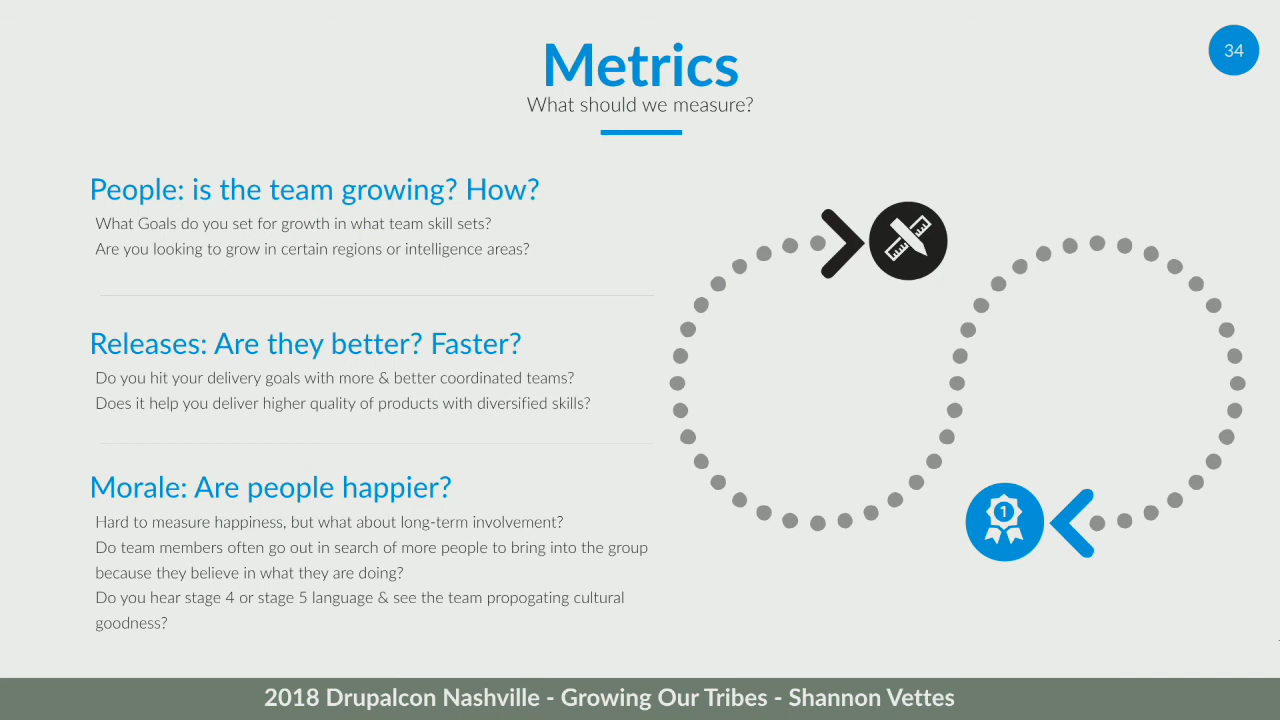 Metrics
34
What should we measure?
People: is the team growing? How?
What Goals do you set for growth in what team skill sets?
Are you looking to grow in certain regions or intelligence areas?
Releases: Are they better? Faster?
Do you hit your delivery goals with more & better coordinated teams?
Does it help you deliver higher quality of products with diversified skills?
Morale: Are people happier?
Hard to measure happiness, but what about long-term involvement?
Do team members often go out in search of more people to bring into the group
because they believe in what they are doing?
Do you hear stage 4 or stage 5 language & see the team propogating cultural
goodness?
1
2018 Drupalcon Nashville - Growing Our Tribes - Shannon Vettes